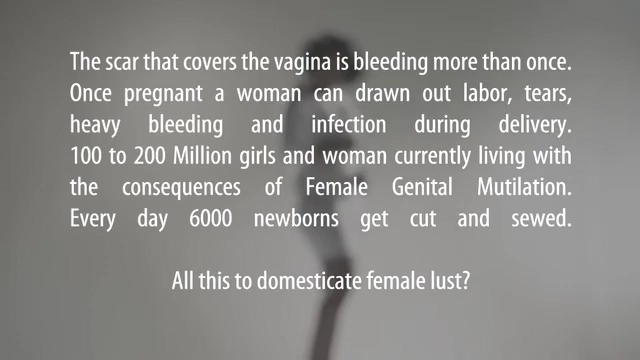 The scar that covers the vagina is bleeding more than once.
Once pregnant a woman can drawn out labor, tears,
heavy bleeding and infection during delivery.
100 to 200 Million girls and woman currently living with
the consequences of Female Genital Mutilation.
Every day 6000 newborns get cut and sewed.
All this to domesticate female lust?